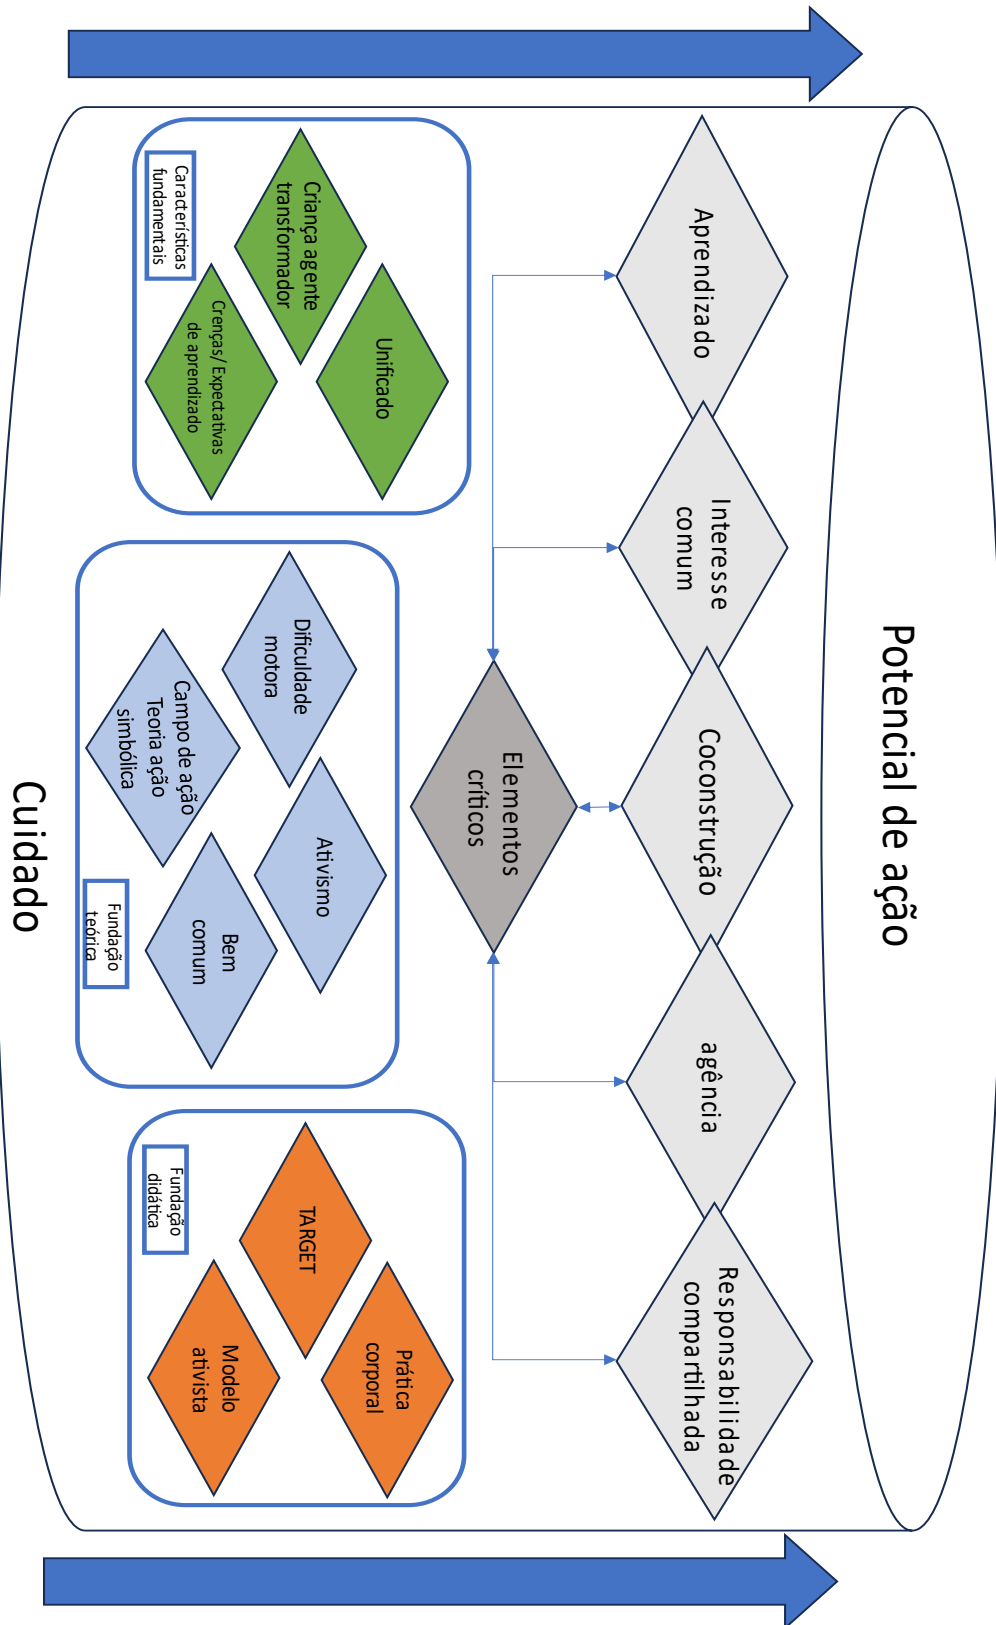 Potencial de ação
Aprendizado
Interesse
comum
Coconstrução
agência
Responsabilidade
compartilhada
Elementos
críticos
Unificado
Criança agente
transformador
Crenças/ Expectativas
de aprendizado
Características
fundamentais
Dificuldade
motora
Ativismo
Campo de ação
Teoria ação
simbólica
Bem
comum
Fundação
teórica
TARGET
Prática
corporal
Modelo
ativista
Fundação
didática
Cuidado